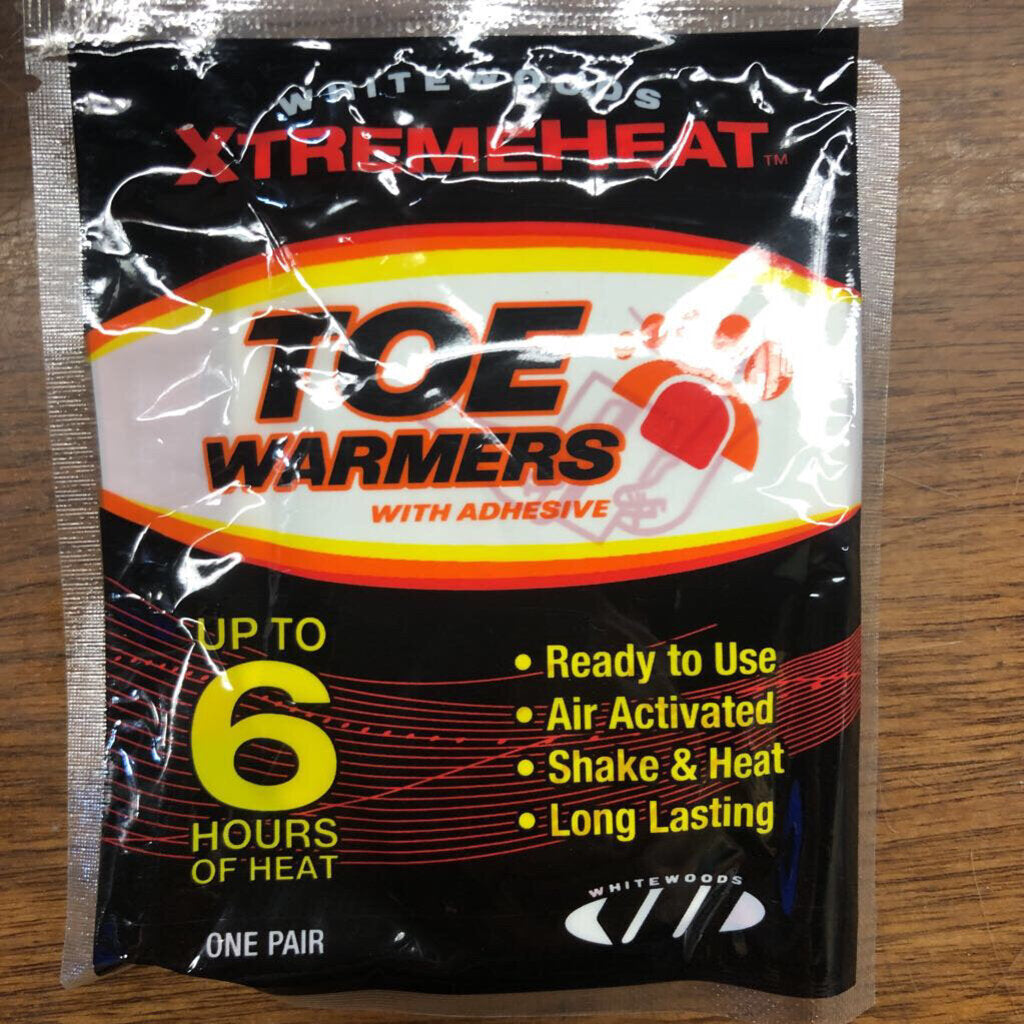 WHITEWOODS
XTREMEHEAT™
TOE
WARMERS
WITH ADHESIVE
UP TO
6
HOURS
OF HEAT
• Ready to Use
• Air Activated
• Shake & Heat
• Long Lasting
WHITEWOODS
ONE PAIR